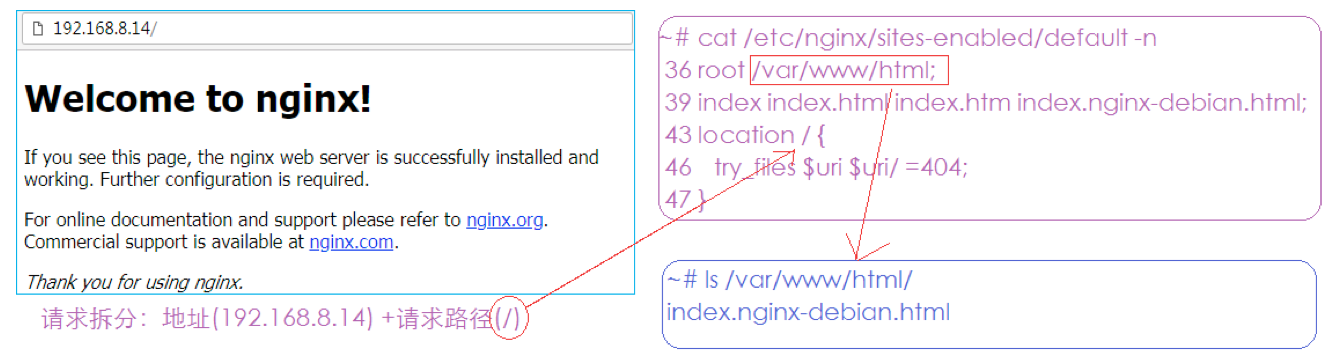 192.168.8.14/
Welcome to nginx!
If you see this page, the nginx web server is successfully installed and
working. Further configuration is required.
For online documentation and support please refer to nginx.org.
Commercial support is available at nginx.com.
Thank you for using nginx.
请求拆分：地址(192.168.8.14) +请求路径(/)
~# cat /etc/nginx/sites-enabled/default -n
36 root /var/www/html;
39 index index.html index.htm index.nginx-debian.html;
43 location / {
46   try_files $uri $uri/ =404;
47 }
~# ls /var/www/html/
index.nginx-debian.html